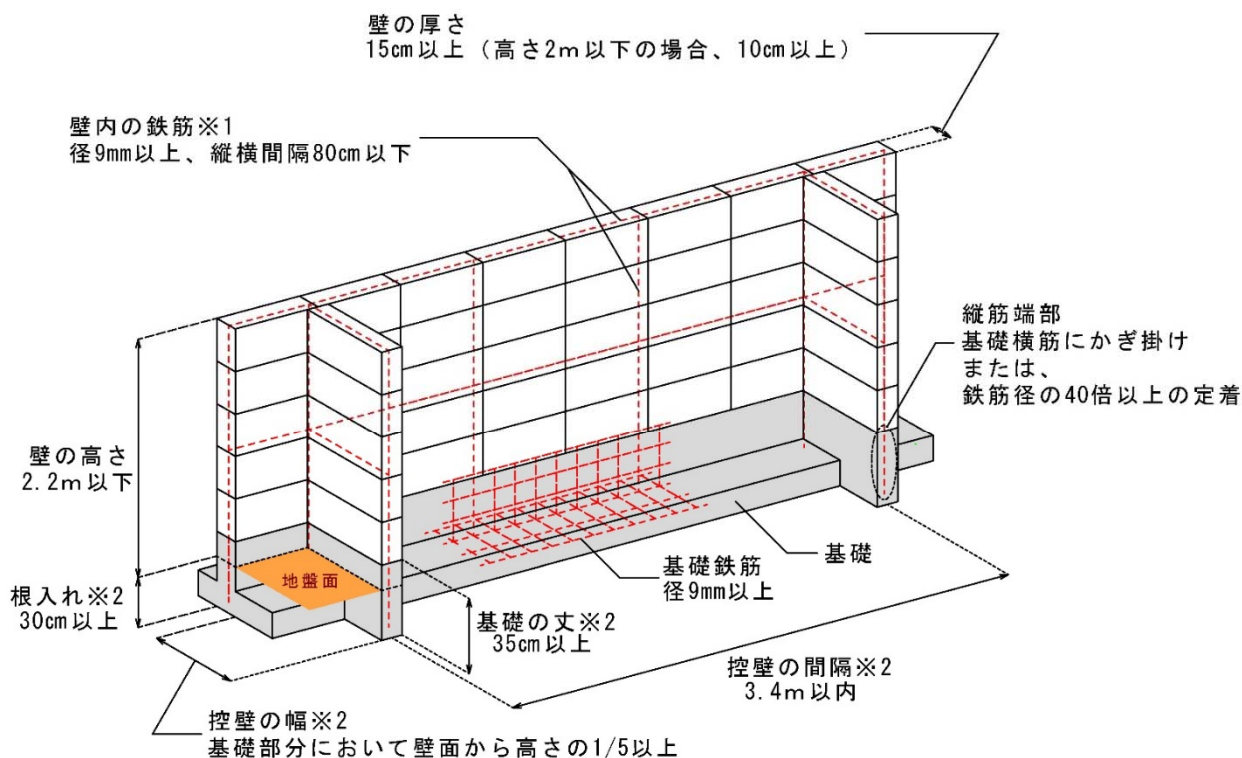 壁の厚さ
15cm以上（高さ2m以下の場合、10cm以上）
壁内の鉄筋※1
径9mm以上、縦横間隔80cm以下
縦筋端部
基礎横筋にかぎ掛け
または、
鉄筋径の40倍以上の定着
壁の高さ
2.2m以下
地盤面
基礎
基礎鉄筋
径9mm以上
根入れ※2
30cm以上
基礎の丈※2
35cm以上
控壁の間隔※2
3.4m以内
控壁の幅※2
基礎部分において壁面から高さの1/5以上